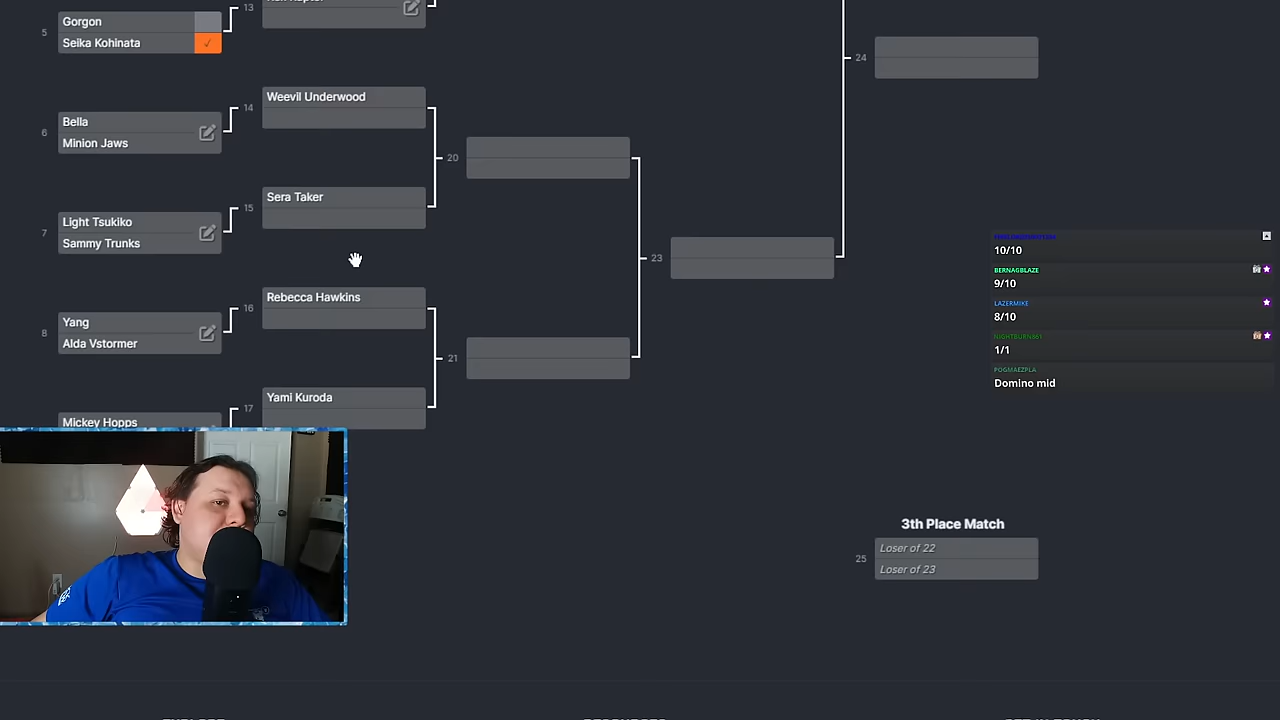 13
5
Gorgon
Seika Kohinata
24
14
Weevil Underwood
6
Bella
Minion Jaws
20
15
Sera Taker
7
Light Tsukiko
Sammy Trunks
23
10/10
BERNAGBLAZE
9/10
LAZERMIKE
8/10
NIGHTBURN361
1/1
POGMAEZPLA
Domino mid
16
Rebecca Hawkins
8
Yang
Alda Vstormer
21
17
Yami Kuroda
Mickey Hopps
3th Place Match
25
Loser of 22
Loser of 23